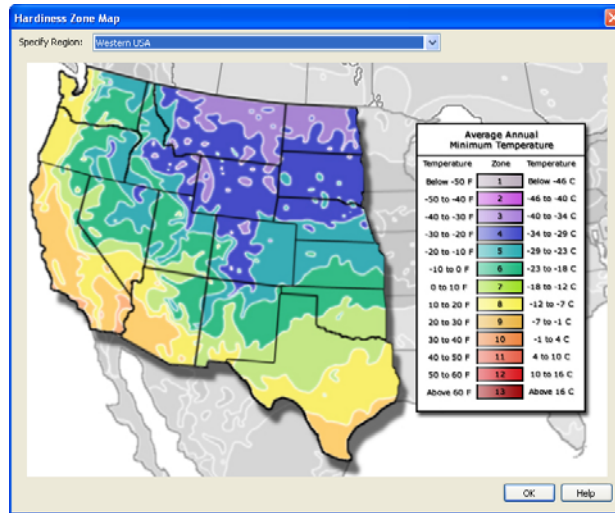 Hardiness Zone Map
Specify Region:
Western USA
Average Annual
Minimum Temperature
Temperature Zone Temperature
Below -50 F 1 Below -46 C
-50 to -40 F 2 -46 to -40 C
-40 to -30 F 3 -40 to -34 C
-30 to -20 F 4 -34 to -29 C
-20 to -10 F 5 -29 to -23 C
-10 to 0 F 6 -23 to -18 C
0 to 10 F 7 -18 to -12 C
10 to 20 F 8 -12 to -7 C
20 to 30 F 9 -7 to -1 C
30 to 40 F 10 -1 to 4 C
40 to 50 F 11 4 to 10 C
50 to 60 F 12 10 to 16 C
Above 60 F 13 Above 16 C
OK Help